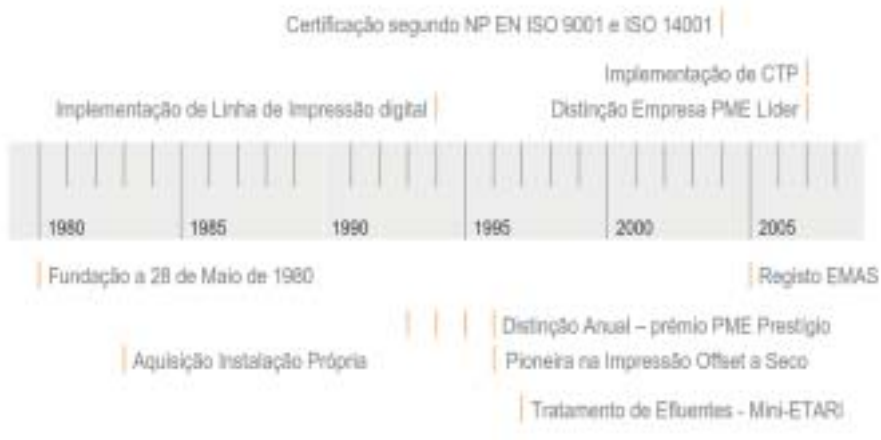 Certificação segundo NP EN ISO 9001 e ISO 14001
Implementação de CTP
Implementação de Linha de Impressão digital
Distinção Empresa PME Líder
1980 1985 1990 1995 2000 2005
Fundação a 28 de Maio de 1980
Registo EMAS
Distinção Anual – prémio PME Prestígio
Aquisição Instalação Própria
Pioneira na Impressão Offset a Seco
Tratamento de Efluentes - Mini-ETARI